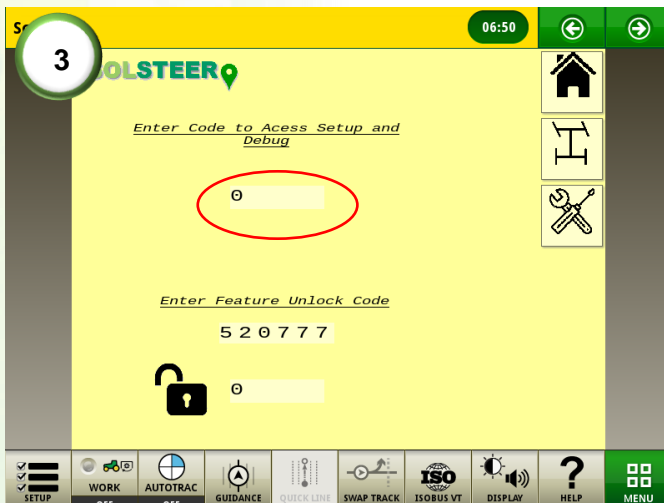 06:50
3
OLSTEER
Enter Code to Acess Setup and
Debug
0
Enter Feature Unlock Code
520777
0
SETUP
WORK
AUTOTRAC
GUIDANCE
QUICK LINE
SWAP TRACK
ISO
ISOBUS VT
DISPLAY
?
HELP
MENU